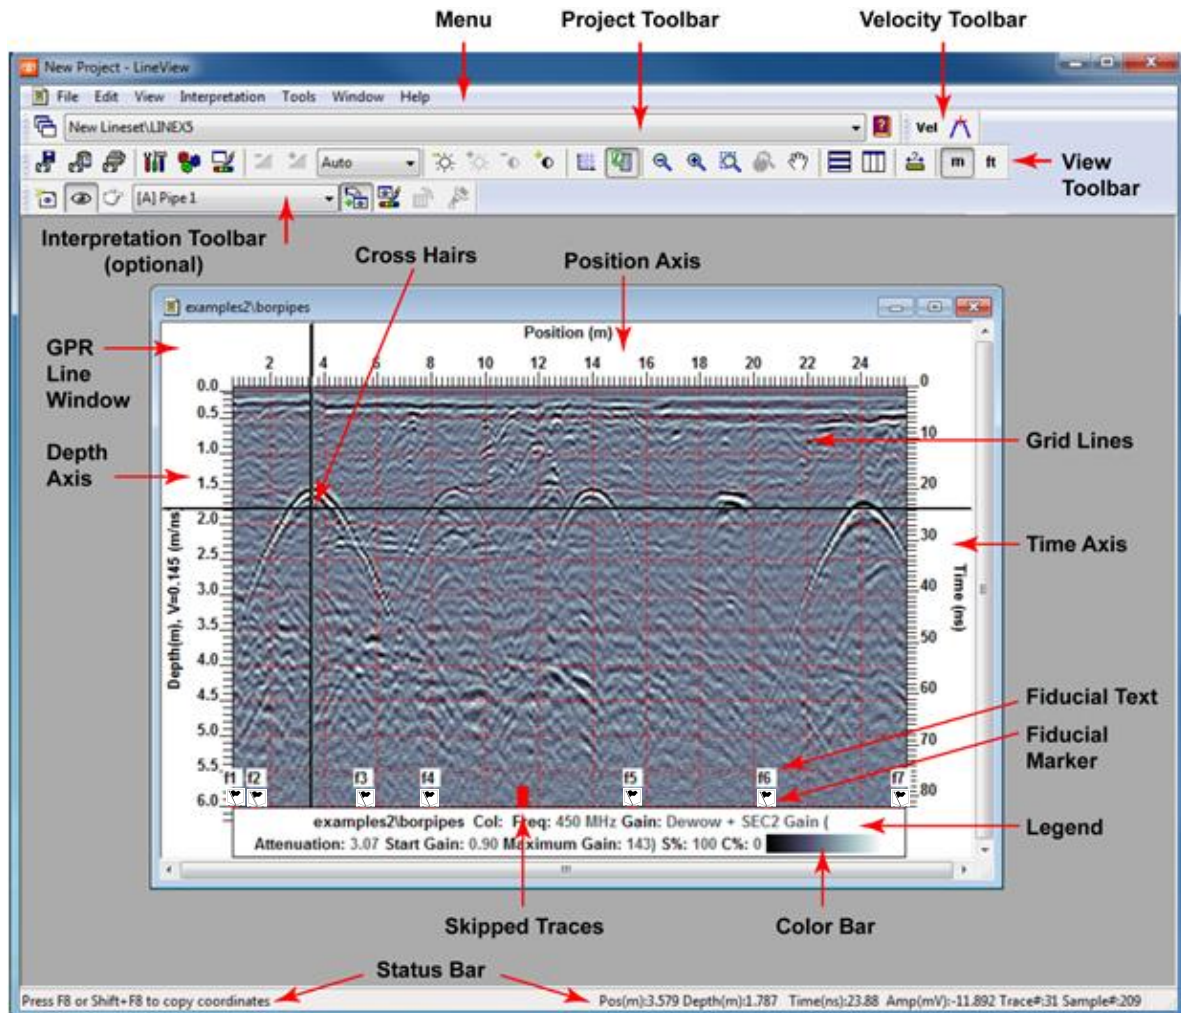 Menu
Project Toolbar
Velocity Toolbar
New Project - LineView
File Edit View Interpretation Tools Window Help
New Lineset\LINEX5
Vel
Auto
m ft
View
Toolbar
[A] Pipe 1
Interpretation Toolbar
(optional)
Cross Hairs
Position Axis
examples2\borpipes
Position (m)
2 4 6 8 10 12 14 16 18 20 22 24
GPR
Line
Window
Depth
Axis
0.0
0.5
1.0
1.5
2.0
2.5
3.0
3.5
4.0
4.5
5.0
5.5
6.0
Depth(m), V=0.145 (m/ns)
0
10
20
30
40
50
60
70
80
Time (ns)
Grid Lines
Time Axis
Fiducial Text
Fiducial
Marker
f1 f2 f3 f4 f5 f6 f7
examples2\borpipes Col: Freq: 450 MHz Gain: Dewow + SEC2 Gain (
Attenuation: 3.07 Start Gain: 0.90 Maximum Gain: 143) S%: 100 C%: 0
Legend
Skipped Traces
Color Bar
Status Bar
Press F8 or Shift+F8 to copy coordinates
Pos(m):3.579 Depth(m):1.787 Time(ns):23.88 Amp(mV):-11.892 Trace#:31 Sample#:209